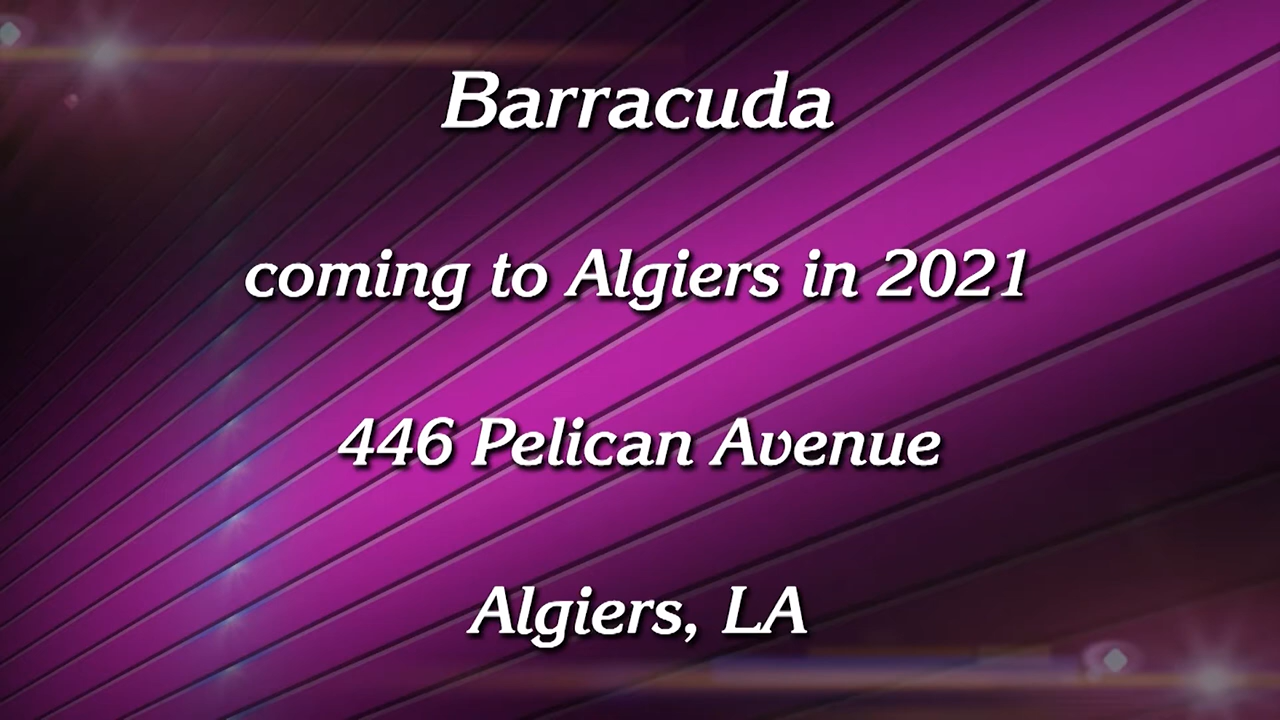 Barracuda
coming to Algiers in 2021
446 Pelican Avenue
Algiers, LA